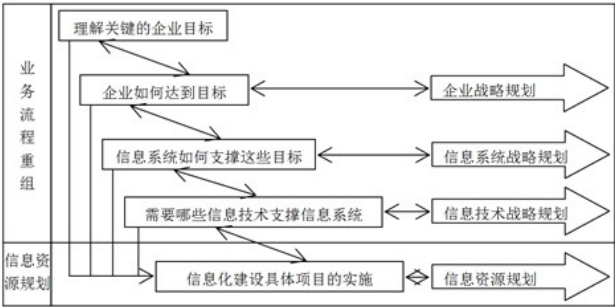 业务流程重组
理解关键的企业目标
企业如何达到目标
企业战略规划
信息系统如何支撑这些目标
信息系统战略规划
需要哪些信息技术支撑信息系统
信息技术战略规划
信息资
源规划
信息化建设具体项目的实施
信息资源规划